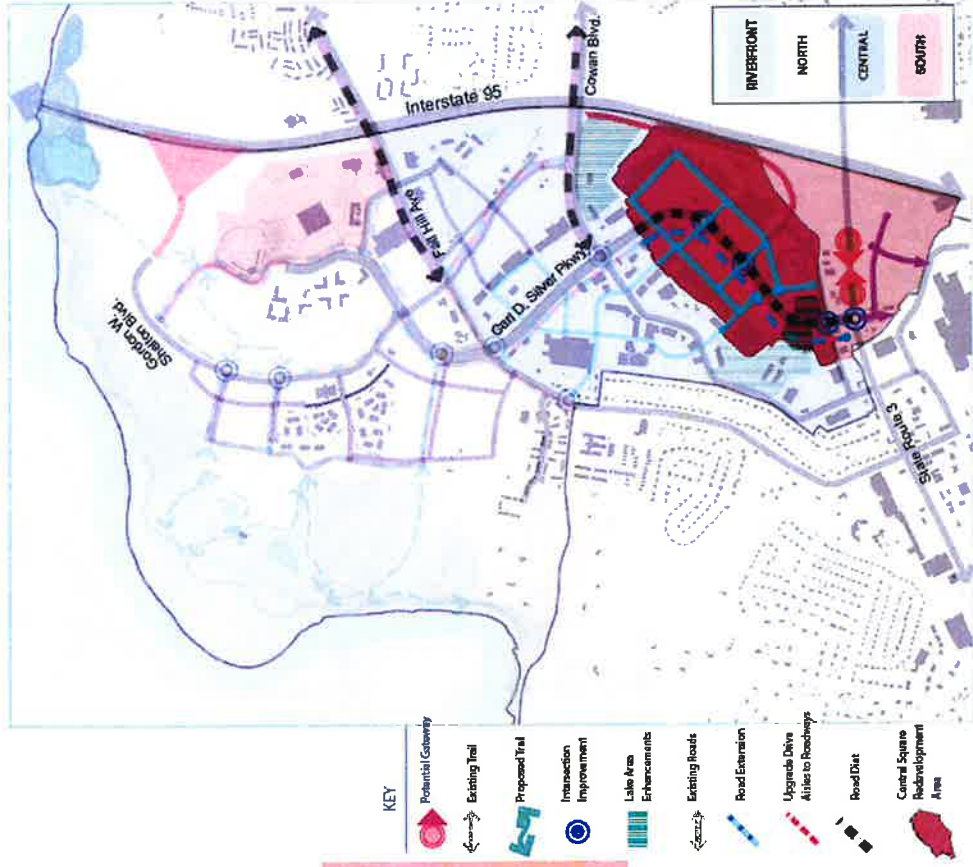 KEY
Potential Gateway
Existing Trail
Proposed Trail
Intersection
Improvement
Lake Area
Enhancements
Existing Roads
Road Extension
Upgrade Drive
Aisles to Roadways
Road Diet
Central Square
Redevelopment
Area
Gordon W.
Shelton Blvd.
Fall Hill Ave
Interstate 95
Carl D. Silver Pkwy
Cowan Blvd.
State Route 3
RIVERFRONT
NORTH
CENTRAL
SOUTH